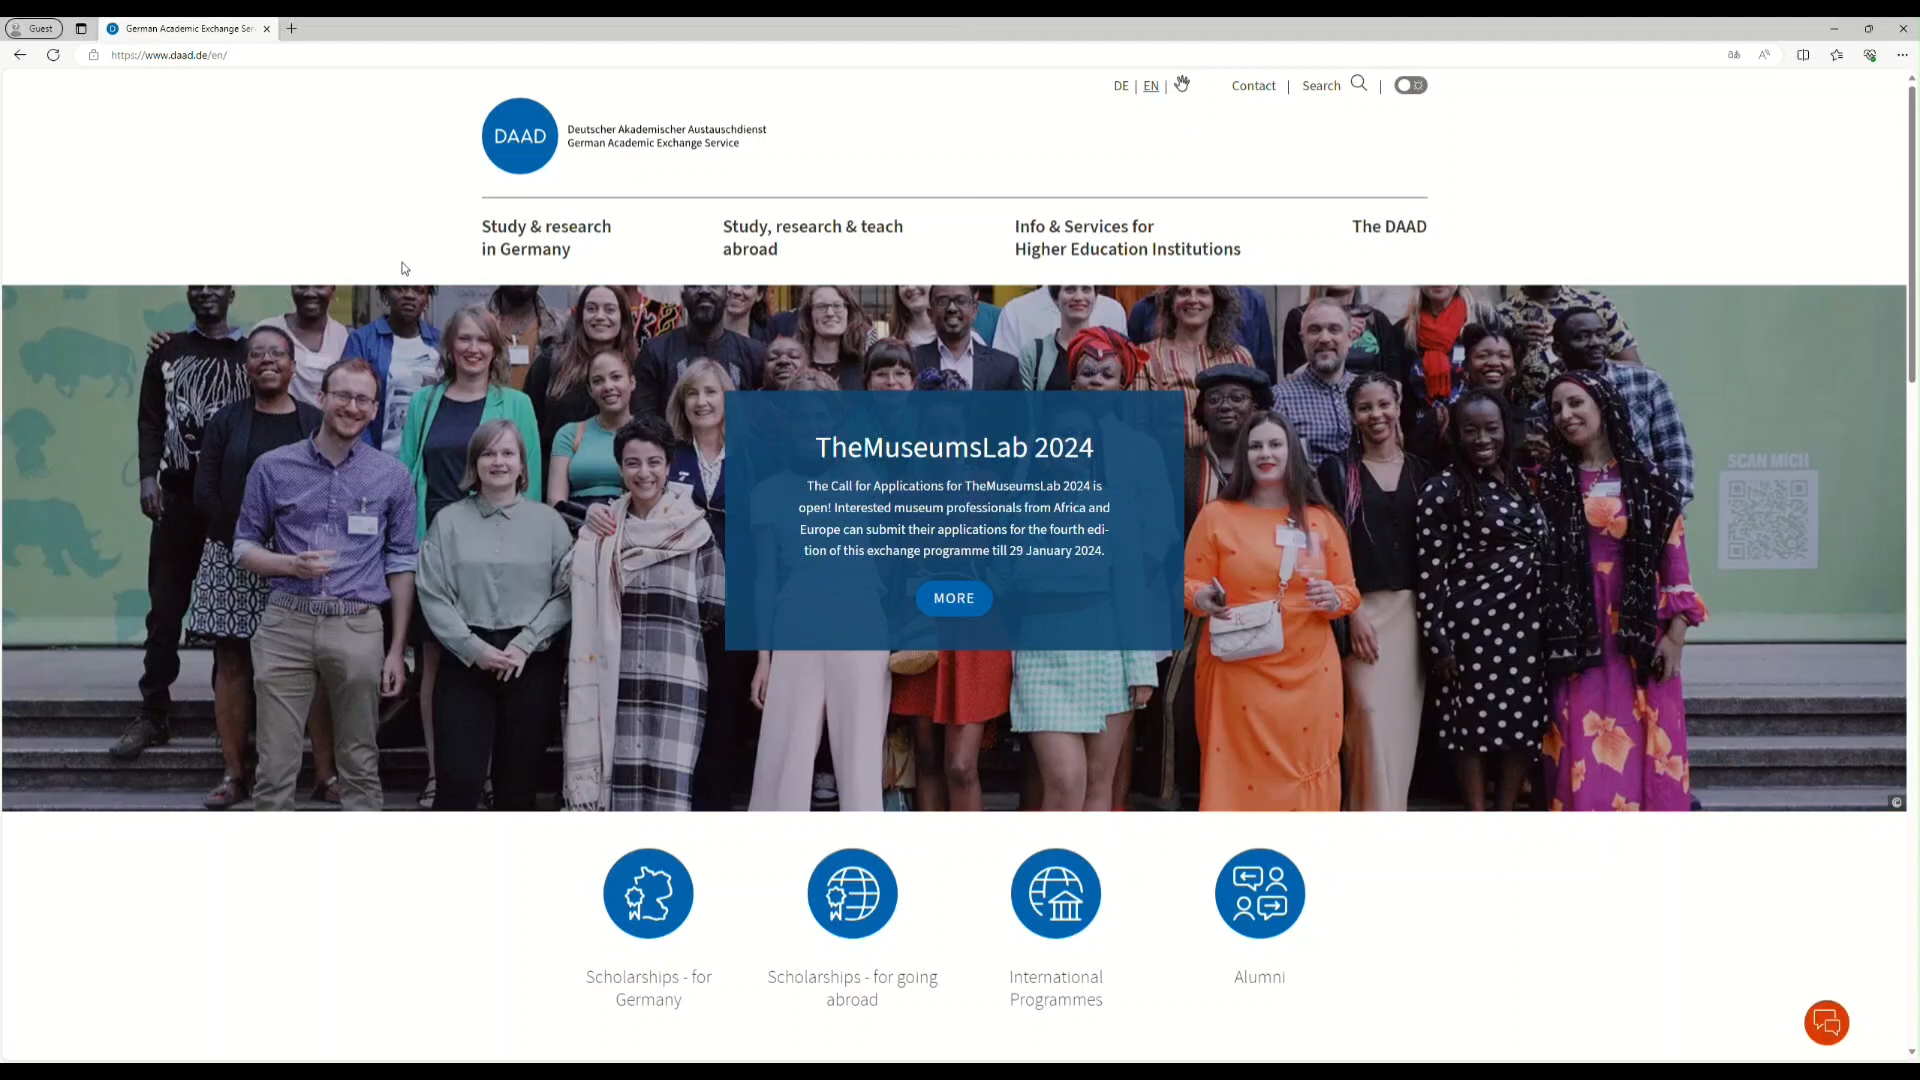 Guest
German Academic Exchange Ser
https://www.daad.de/en/
DE | EN |
Contact | Search |
DAAD
Deutscher Akademischer Austauschdienst
German Academic Exchange Service
Study & research
in Germany
Study, research & teach
abroad
Info & Services for
Higher Education Institutions
The DAAD
SCAN MICH
TheMuseumsLab 2024
The Call for Applications for TheMuseumsLab 2024 is
open! Interested museum professionals from Africa and
Europe can submit their applications for the fourth edi-
tion of this exchange programme till 29 January 2024.
MORE
©
Scholarships - for
Germany
Scholarships - for going
abroad
International
Programmes
Alumni